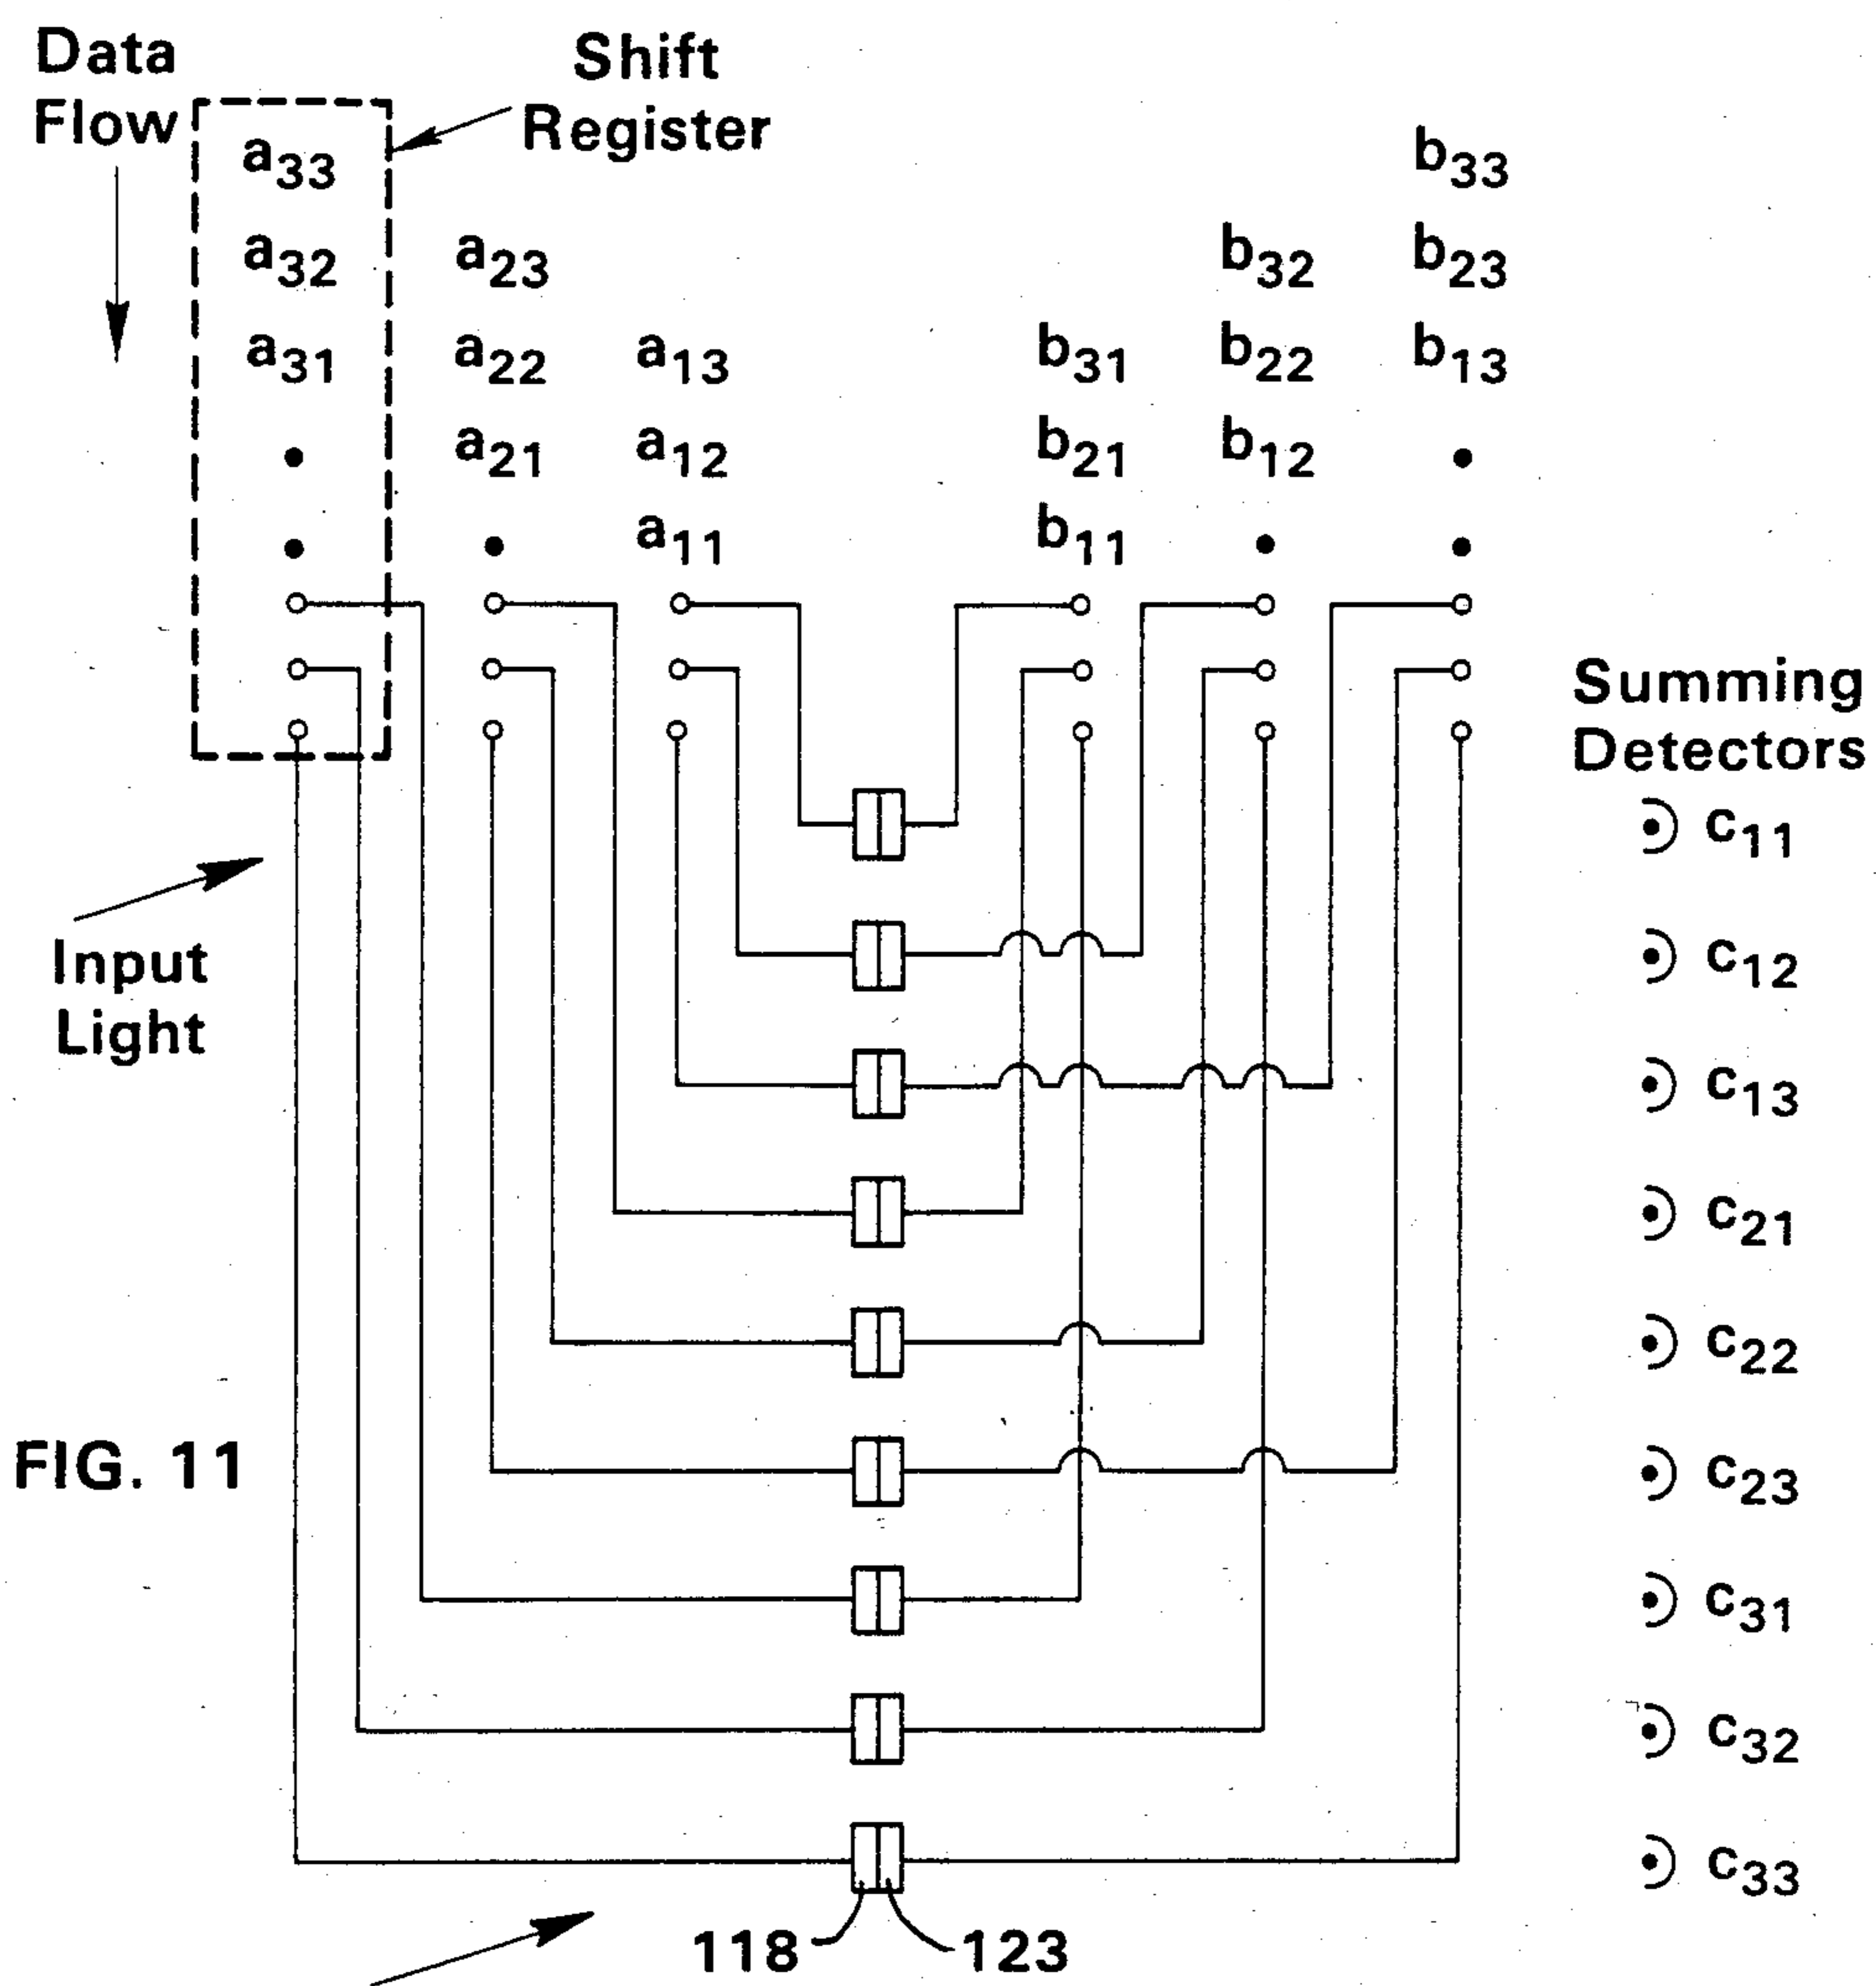 Data
Flow
Shift
Register
a33 b33
a32 a23 b32 b23
a31 a22 a13 b31 b22 b13
a21 a12 b21 b12
a11 b11
Summing
Detectors
c11
c12
c13
c21
c22
c23
c31
c32
c33
Input
Light
FIG. 11
118 123